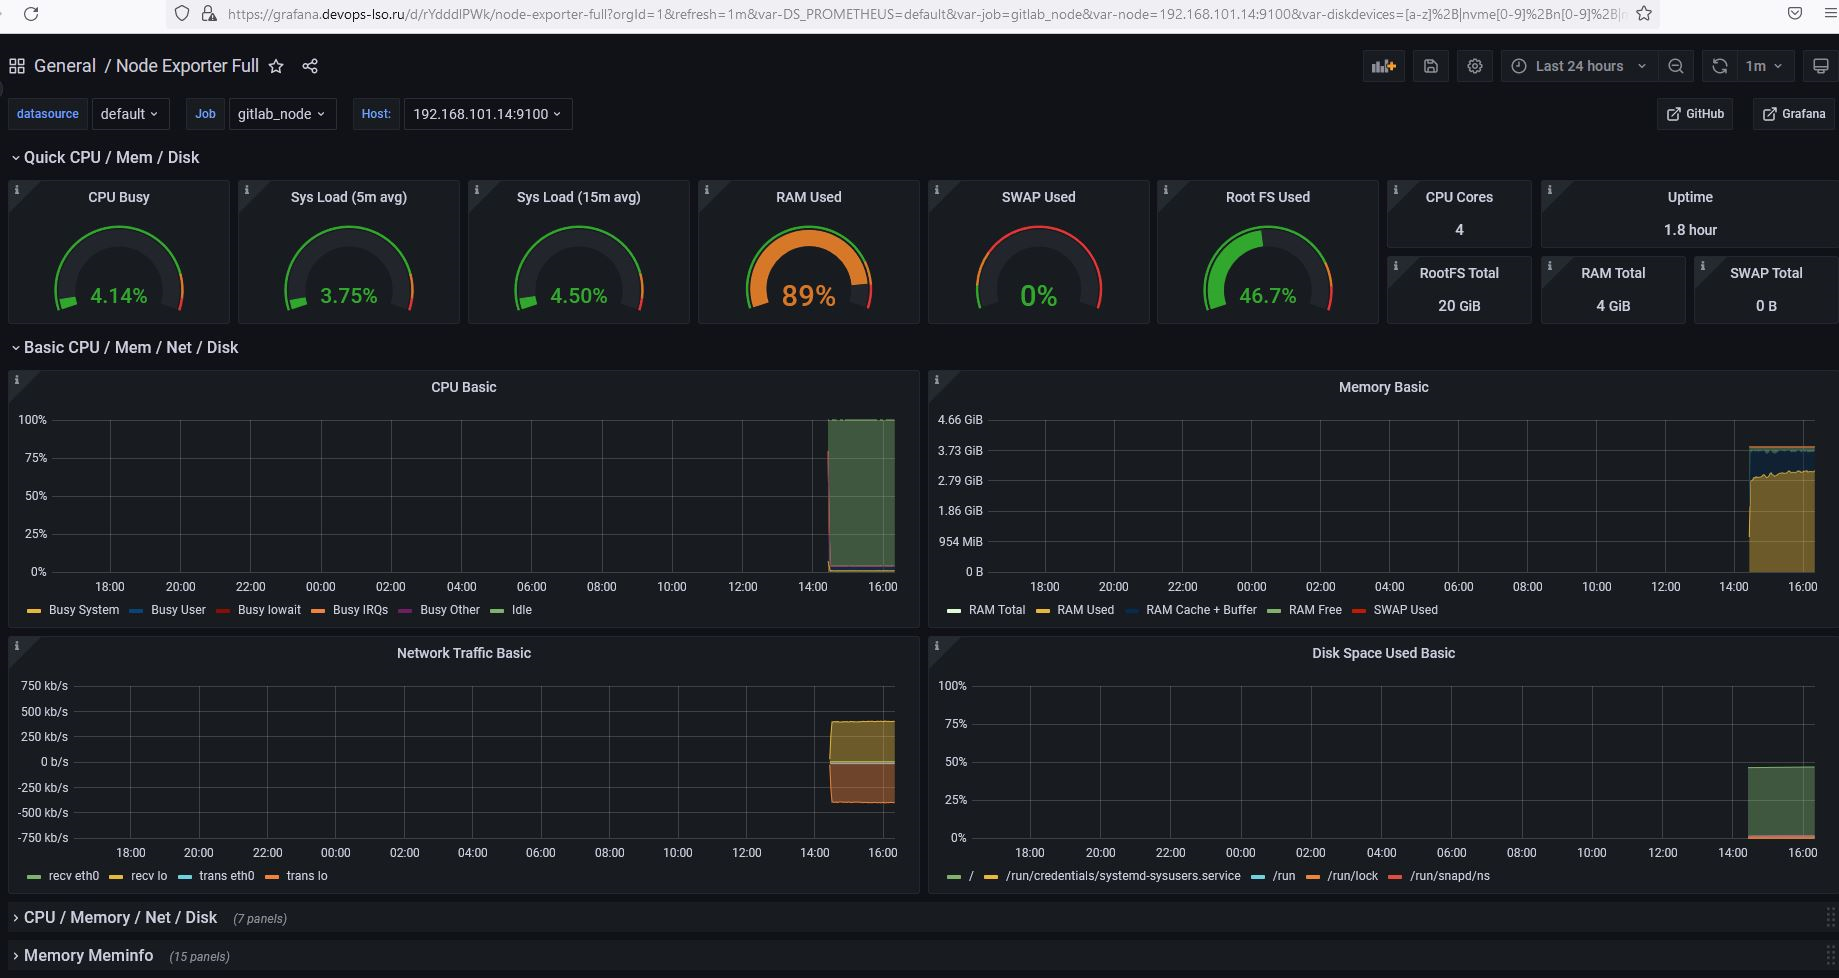 https://grafana.devops-lso.ru/d/rYdddlPWk/node-exporter-full?orgId=1&refresh=1m&var-DS_PROMETHEUS=default&var-job=gitlab_node&var-node=192.168.101.14:9100&var-diskdevices=[a-z]%2B|nvme[0-9]%2Bn[0-9]%2B|
General / Node Exporter Full
Last 24 hours 1m
datasource default Job gitlab_node Host: 192.168.101.14:9100 GitHub Grafana
Quick CPU / Mem / Disk
CPU Busy Sys Load (5m avg) Sys Load (15m avg) RAM Used SWAP Used Root FS Used CPU Cores Uptime
4 1.8 hour
RootFS Total RAM Total SWAP Total
4.14% 3.75% 4.50% 89% 0% 46.7% 20 GiB 4 GiB 0 B
Basic CPU / Mem / Net / Disk
CPU Basic
100%
75%
50%
25%
0%
18:00 20:00 22:00 00:00 02:00 04:00 06:00 08:00 10:00 12:00 14:00 16:00
Busy System Busy User Busy Iowait Busy IRQs Busy Other Idle
Memory Basic
4.66 GiB
3.73 GiB
2.79 GiB
1.86 GiB
954 MiB
0 B
18:00 20:00 22:00 00:00 02:00 04:00 06:00 08:00 10:00 12:00 14:00 16:00
RAM Total RAM Used RAM Cache + Buffer RAM Free SWAP Used
Network Traffic Basic
750 kb/s
500 kb/s
250 kb/s
0 b/s
-250 kb/s
-500 kb/s
-750 kb/s
18:00 20:00 22:00 00:00 02:00 04:00 06:00 08:00 10:00 12:00 14:00 16:00
recv eth0 recv lo trans eth0 trans lo
Disk Space Used Basic
100%
75%
50%
25%
0%
18:00 20:00 22:00 00:00 02:00 04:00 06:00 08:00 10:00 12:00 14:00 16:00
/ /run/credentials/systemd-sysusers.service /run /run/lock /run/snapd/ns
CPU / Memory / Net / Disk (7 panels)
Memory Meminfo (15 panels)